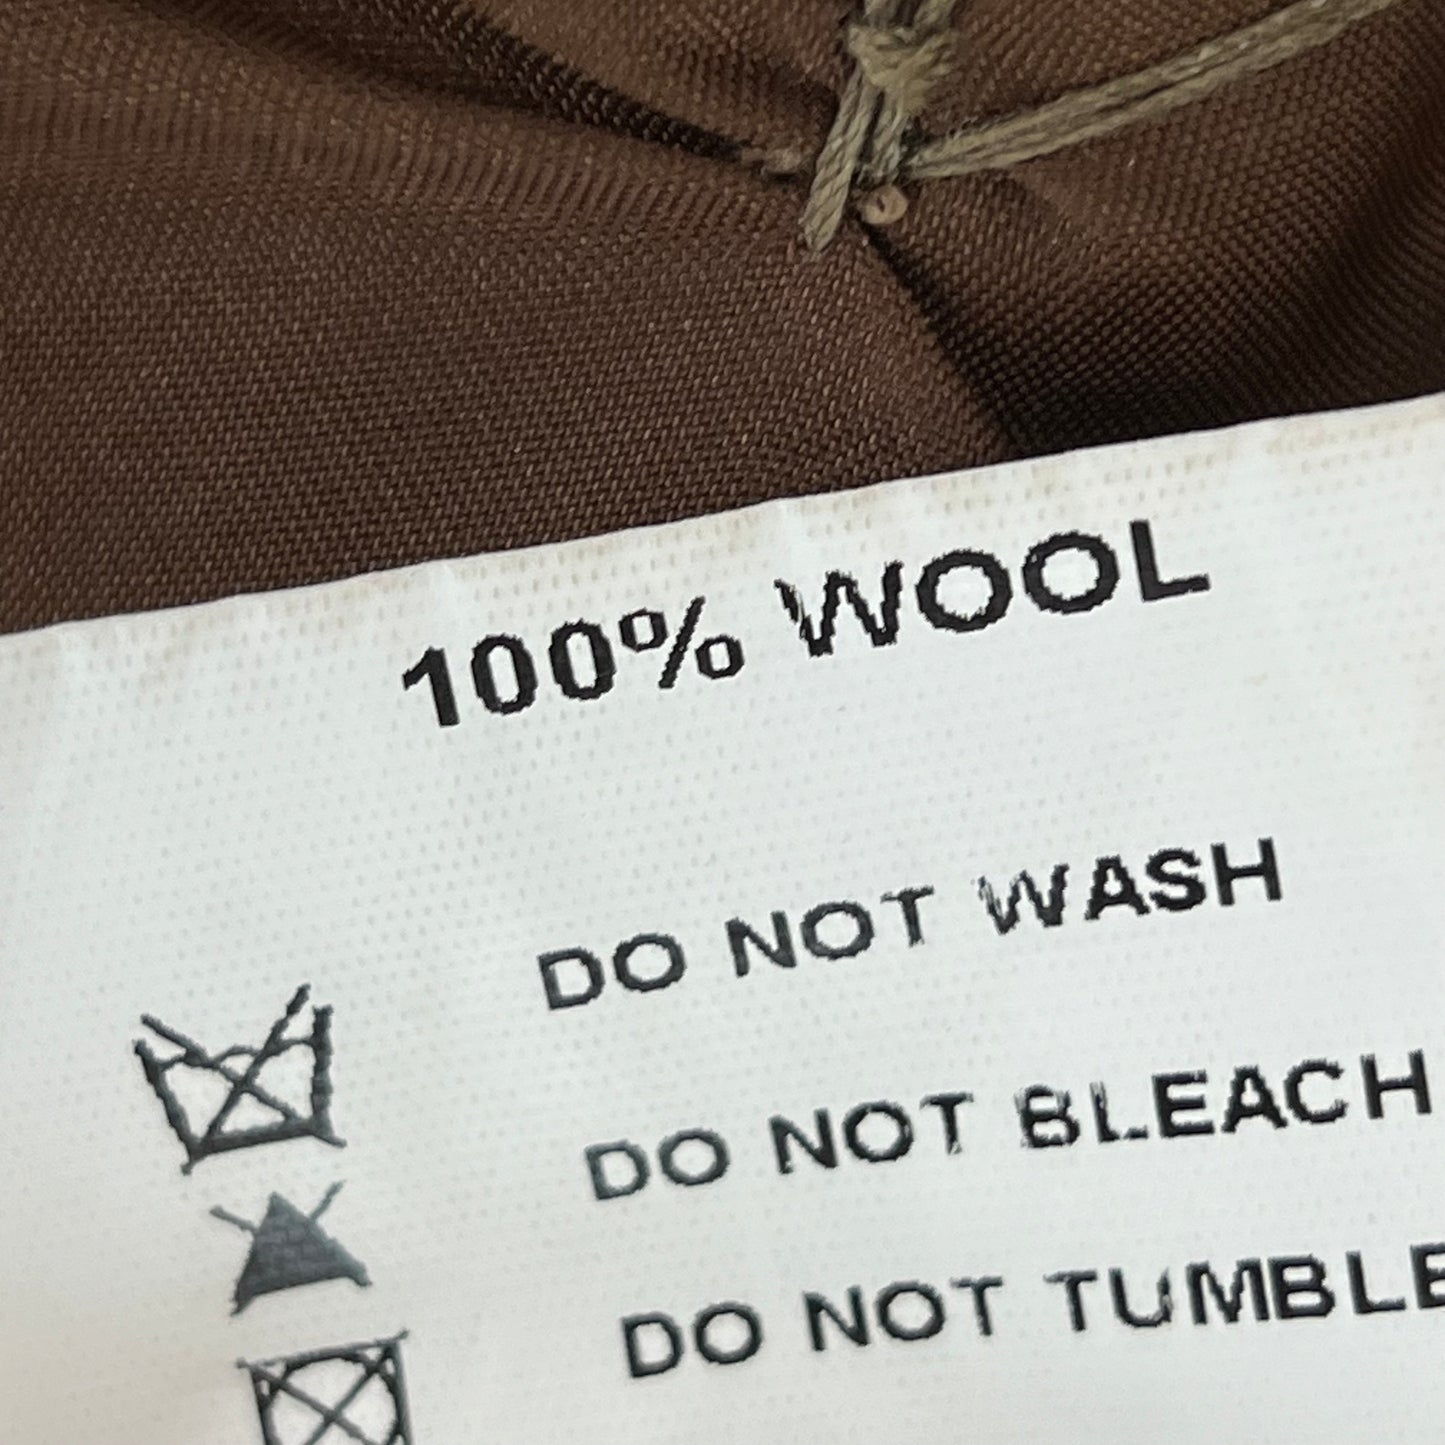 100% WOOL
DO NOT WASH
DO NOT BLEACH
DO NOT TUMBLE